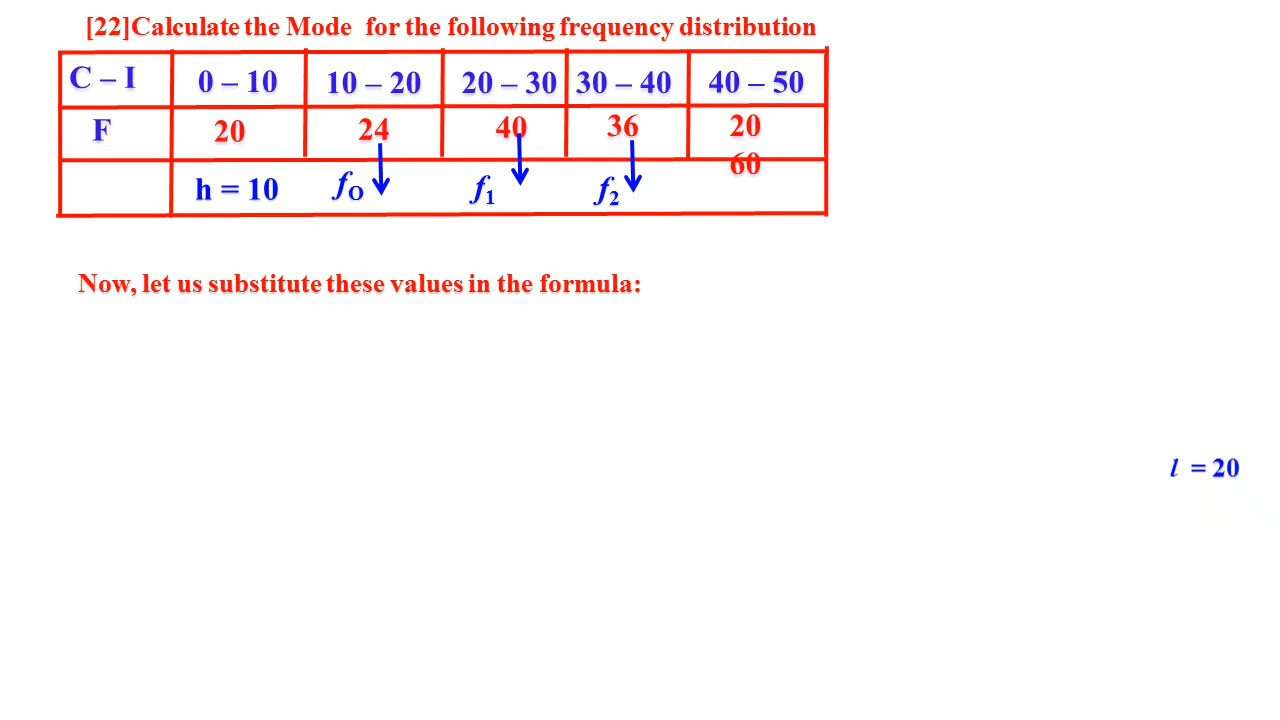 [22]Calculate the Mode for the following frequency distribution
C – I 0 – 10 10 – 20 20 – 30 30 – 40 40 – 50
F 20 24 40 36 20
60
h = 10 fO f1 f2
Now, let us substitute these values in the formula:
l = 20